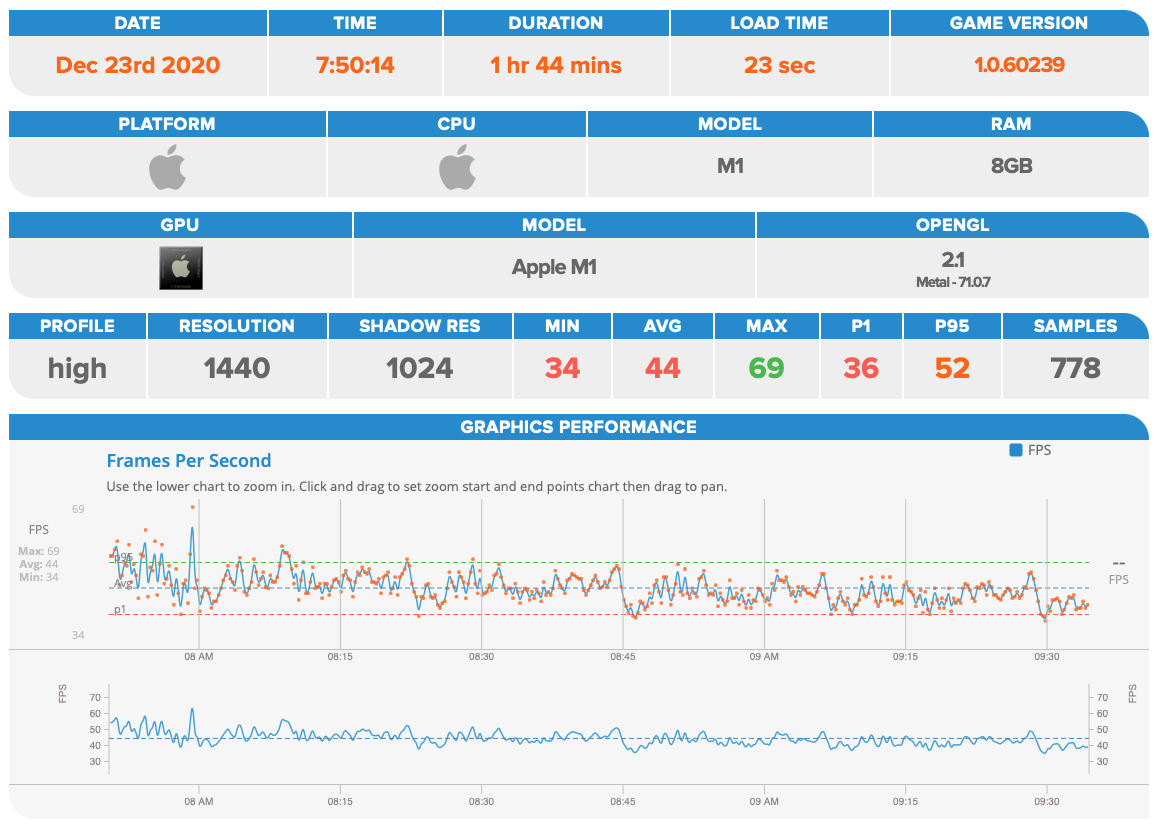 DATE TIME DURATION LOAD TIME GAME VERSION
Dec 23rd 2020 7:50:14 1 hr 44 mins 23 sec 1.0.60239
PLATFORM CPU MODEL RAM
M1 8GB
GPU MODEL OPENGL
Apple M1 2.1
Metal - 71.0.7
PROFILE RESOLUTION SHADOW RES MIN AVG MAX P1 P95 SAMPLES
high 1440 1024 34 44 69 36 52 778
GRAPHICS PERFORMANCE
Frames Per Second
FPS
Use the lower chart to zoom in. Click and drag to set zoom start and end points chart then drag to pan.
69
FPS
Max: 69
Avg: 44
Min: 34
34
p95
Avg
p1
--
FPS
08 AM 08:15 08:30 08:45 09 AM 09:15 09:30
FPS
70
60
50
40
30
FPS
70
60
50
40
30
08 AM 08:15 08:30 08:45 09 AM 09:15 09:30